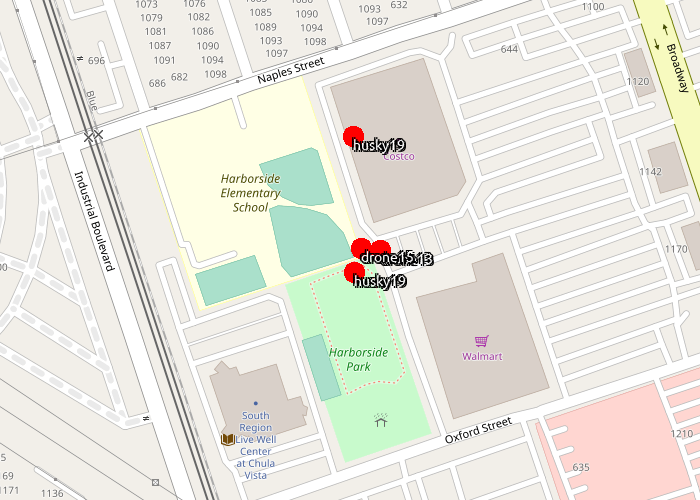 1073
1079
1081
1087
1091
1076
1082
1086
1090
1094
1098
1085
1089
1093
1097
1086
1090
1094
1098
1093
1097
632
1100
644
696
686
682
Naples Street
Broadway
1120
1142
1170
Blue
Industrial Boulevard
Harborside
Elementary
School
husky19
Costco
drone15
husky19
Harborside
Park
Walmart
South
Region
Live Well
Center
at Chula
Vista
Oxford Street
1210
635
169
1171
1136